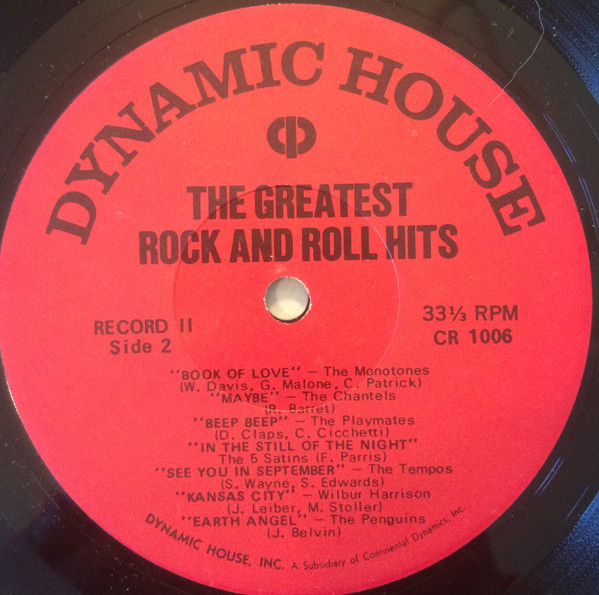 DYNAMIC HOUSE
THE GREATEST
ROCK AND ROLL HITS
RECORD II
Side 2
33⅓ RPM
CR 1006
"BOOK OF LOVE" – The Monotones
(W. Davis, G. Malone, C. Patrick)
"MAYBE" – The Chantels
(R. Barret)
"BEEP BEEP" – The Playmates
(D. Claps, C. Cicchetti)
"IN THE STILL OF THE NIGHT"
The 5 Satins (F. Parris)
"SEE YOU IN SEPTEMBER" – The Tempos
(S. Wayne, S. Edwards)
"KANSAS CITY" – Wilbur Harrison
(J. Leiber, M. Stoller)
"EARTH ANGEL" – The Penguins
(J. Belvin)
DYNAMIC HOUSE, INC. A Subsidiary of Continental Dynamics, Inc.